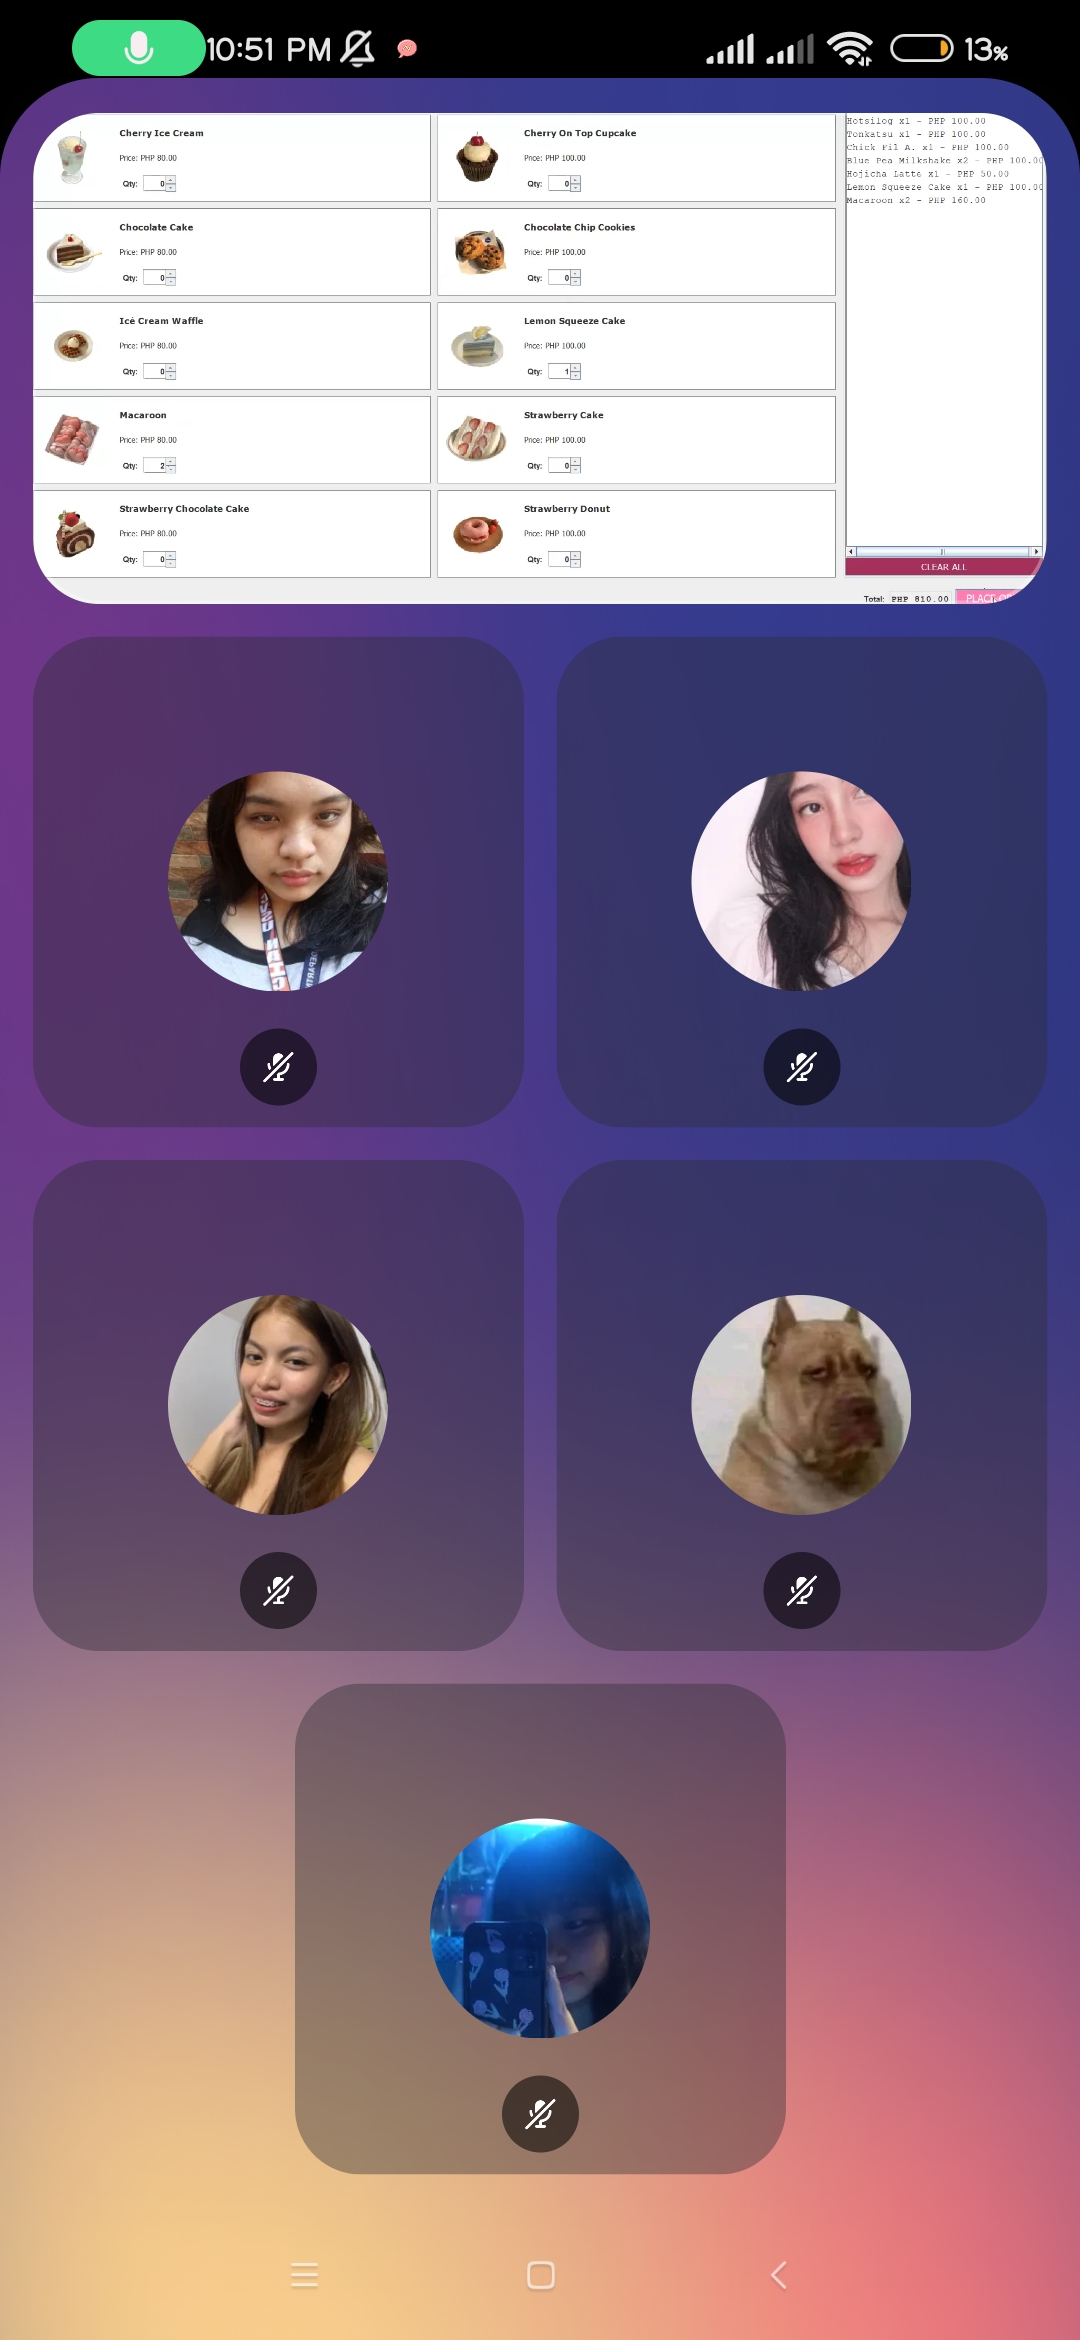 10:51 PM
13%
Cherry Ice Cream
Price: PHP 80.00
Qty: 0
Cherry On Top Cupcake
Price: PHP 100.00
Qty: 0
Chocolate Cake
Price: PHP 80.00
Qty: 0
Chocolate Chip Cookies
Price: PHP 100.00
Qty: 0
Icé Cream Waffle
Price: PHP 80.00
Qty: 0
Lemon Squeeze Cake
Price: PHP 100.00
Qty: 1
Macaroon
Price: PHP 80.00
Qty: 2
Strawberry Cake
Price: PHP 100.00
Qty: 0
Strawberry Chocolate Cake
Price: PHP 80.00
Qty: 0
Strawberry Donut
Price: PHP 100.00
Qty: 0
Hotsilog x1 - PHP 100.00
Tonkatsu x1 - PHP 100.00
Chick Fil A. x1 - PHP 100.00
Blue Pea Milkshake x2 - PHP 100.00
Hojicha Latte x1 - PHP 50.00
Lemon Squeeze Cake x1 - PHP 100.00
Macaroon x2 - PHP 160.00
CLEAR ALL
Total: PHP 810.00
PLACE